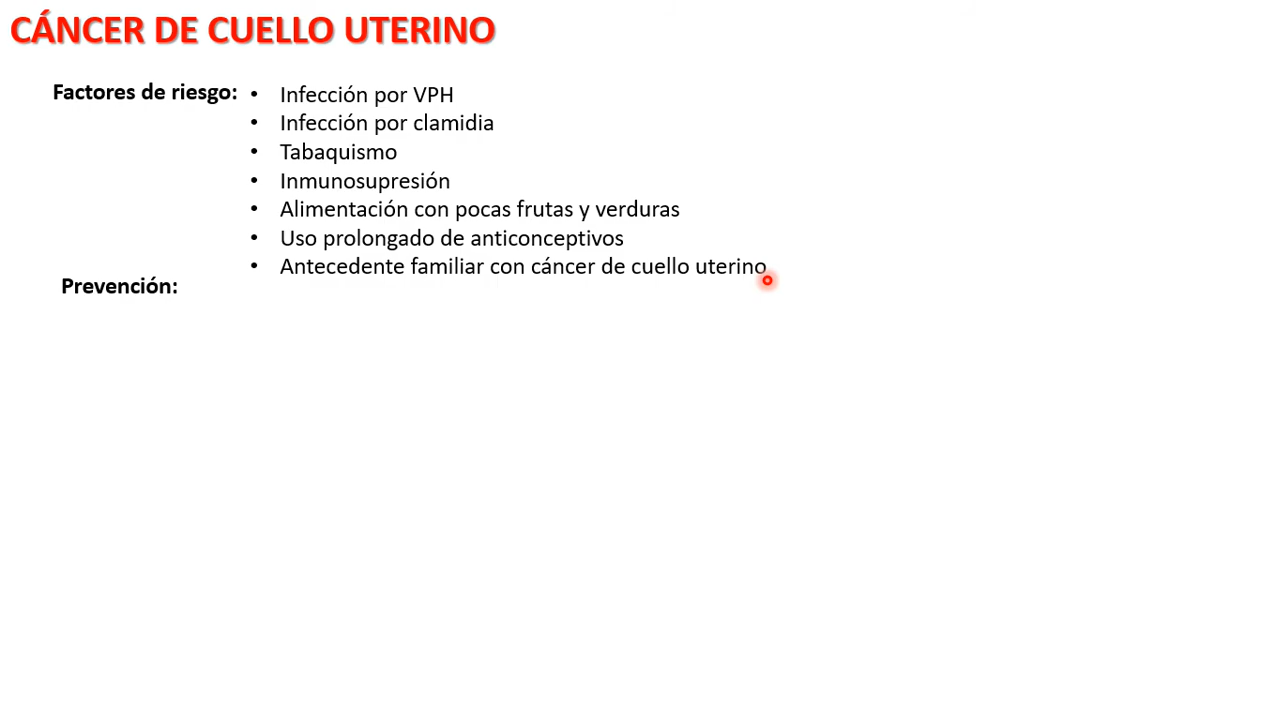 CÁNCER DE CUELLO UTERINO
Factores de riesgo:
• Infección por VPH
• Infección por clamidia
• Tabaquismo
• Inmunosupresión
• Alimentación con pocas frutas y verduras
• Uso prolongado de anticonceptivos
• Antecedente familiar con cáncer de cuello uterino
Prevención: